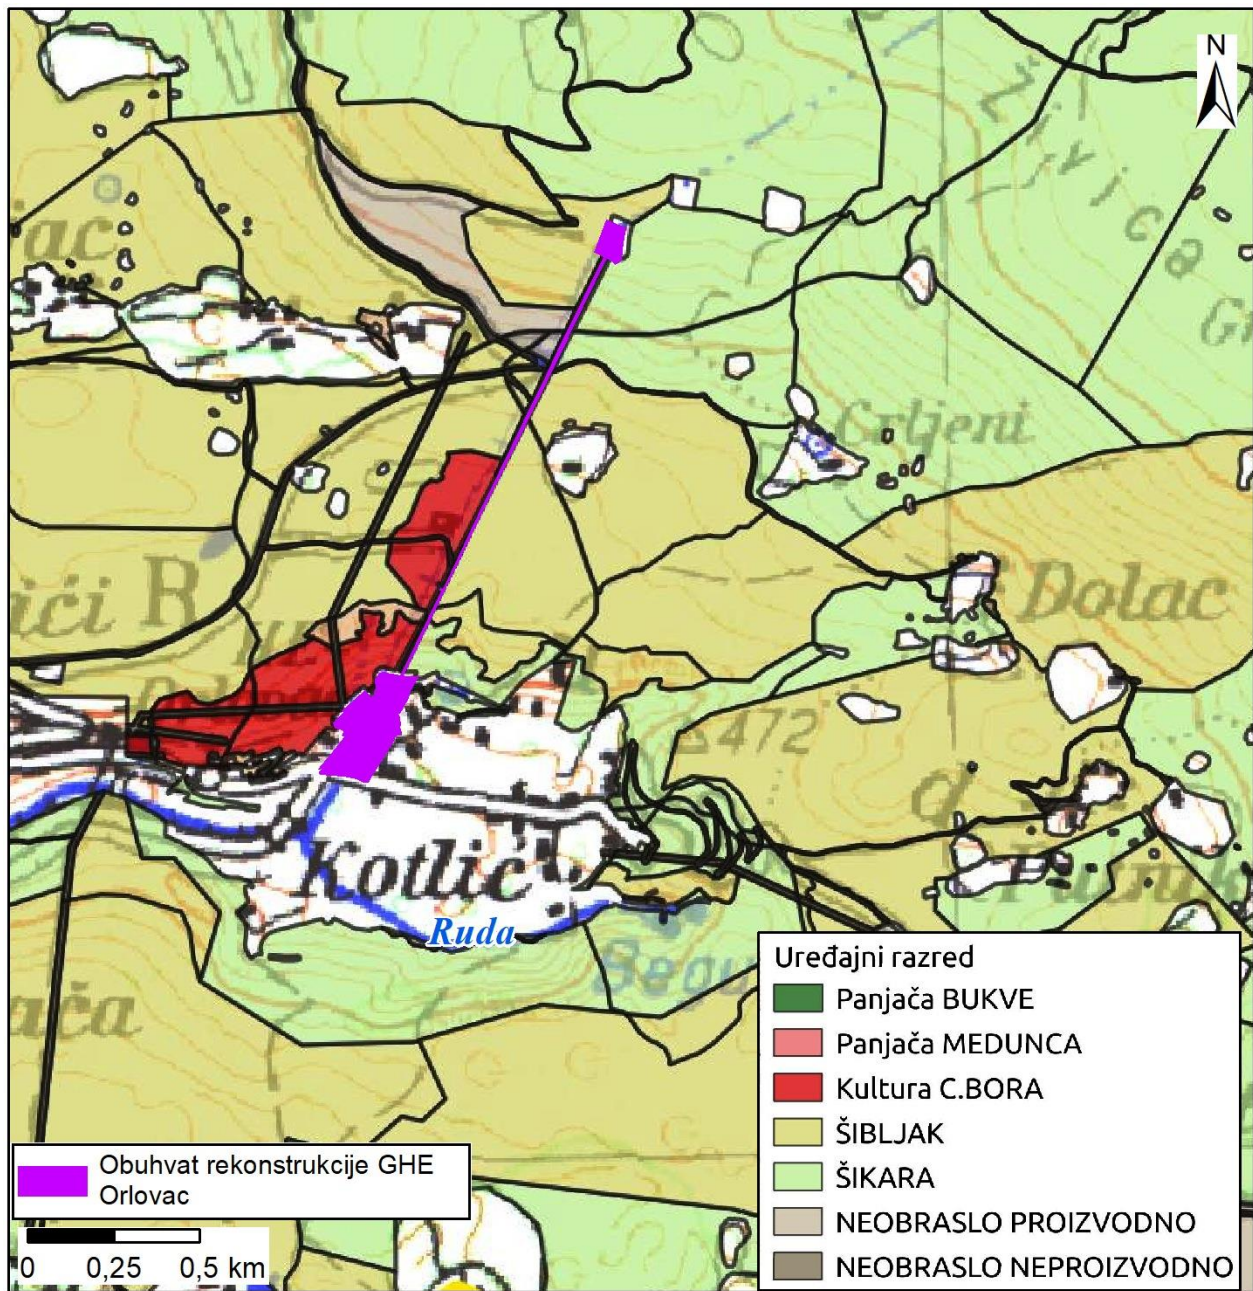 N
Crljeni
Dolac
472
Kotlić
Ruda
Uređajni razred
Panjača BUKVE
Panjača MEDUNCA
Kultura C.BORA
ŠIBLJAK
ŠIKARA
NEOBRASLO PROIZVODNO
NEOBRASLO NEPROIZVODNO
Obuhvat rekonstrukcije GHE
Orlovac
0 0,25 0,5 km